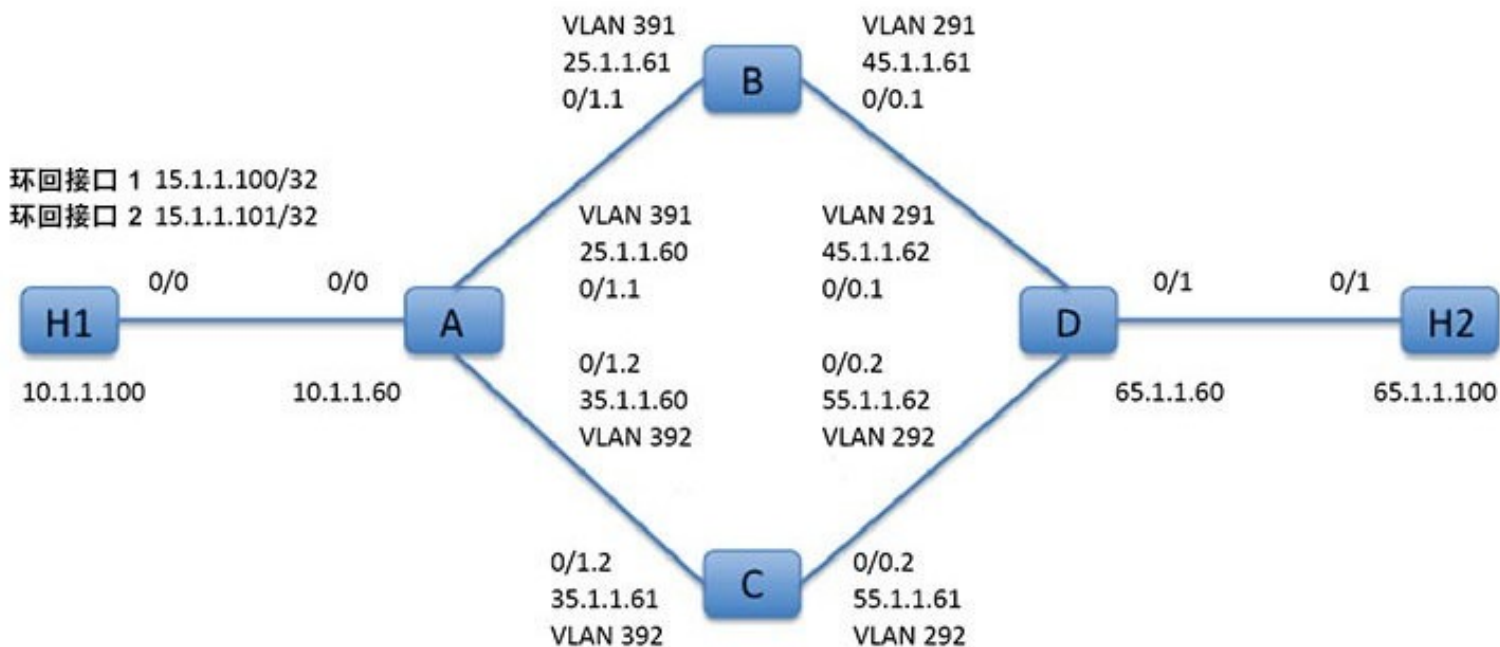 VLAN 391
25.1.1.61
0/1.1
B
VLAN 291
45.1.1.61
0/0.1
环回接口 1 15.1.1.100/32
环回接口 2 15.1.1.101/32
VLAN 391
25.1.1.60
0/1.1
VLAN 291
45.1.1.62
0/0.1
H1
0/0
0/0
A
D
0/1
0/1
H2
10.1.1.100
10.1.1.60
0/1.2
35.1.1.60
VLAN 392
0/0.2
55.1.1.62
VLAN 292
65.1.1.60
65.1.1.100
0/1.2
35.1.1.61
VLAN 392
C
0/0.2
55.1.1.61
VLAN 292